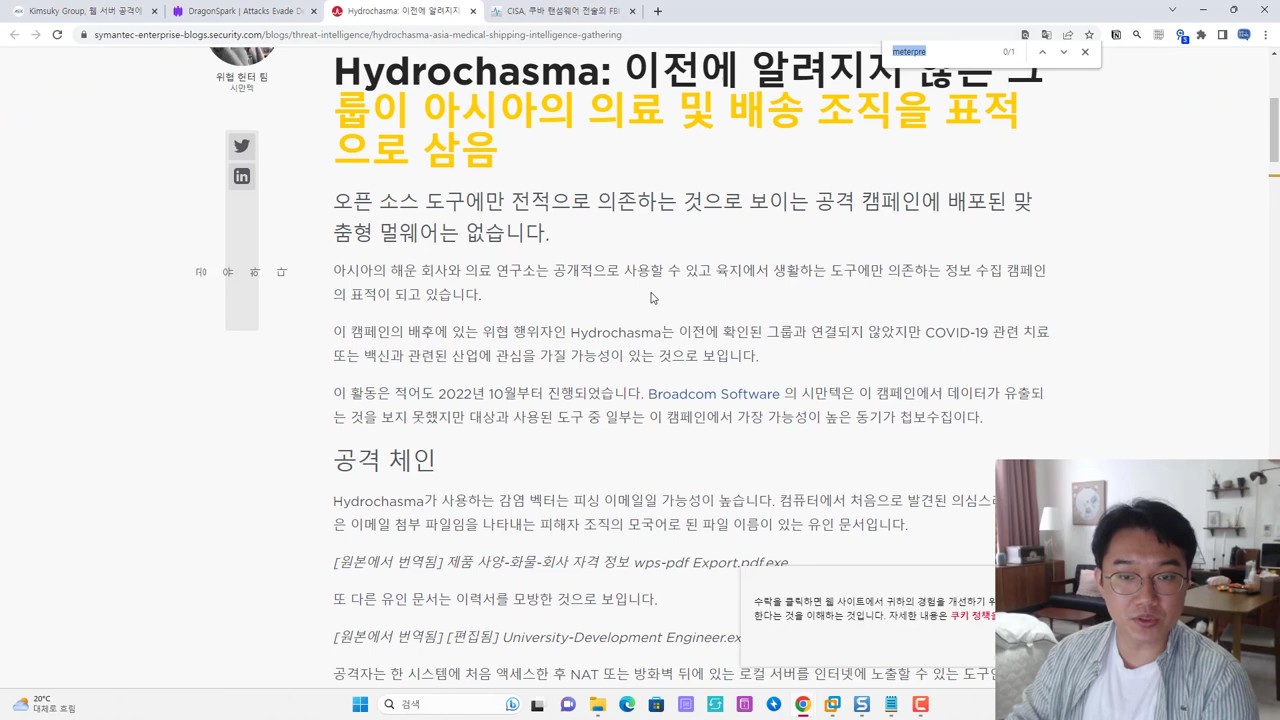 Kimsuky Group, 웹 서버 공격에
DragonSpark | Attacks Evade De
Hydrochasma: 이전에 알려지지
CISA, 쿠바 랜섬웨어 전술의 FBI
symantec-enterprise-blogs.security.com/blogs/threat-intelligence/hydrochasma-asia-medical-shipping-intelligence-gathering
meterpre
0/1
위협 헌터 팀
시만텍
Hydrochasma: 이전에 알려지지 않은 그
룹이 아시아의 의료 및 배송 조직을 표적
으로 삼음
오픈 소스 도구에만 전적으로 의존하는 것으로 보이는 공격 캠페인에 배포된 맞
춤형 멀웨어는 없습니다.
공유하다
아시아의 해운 회사와 의료 연구소는 공개적으로 사용할 수 있고 육지에서 생활하는 도구에만 의존하는 정보 수집 캠페인
의 표적이 되고 있습니다.
이 캠페인의 배후에 있는 위협 행위자인 Hydrochasma는 이전에 확인된 그룹과 연결되지 않았지만 COVID-19 관련 치료
또는 백신과 관련된 산업에 관심을 가질 가능성이 있는 것으로 보입니다.
이 활동은 적어도 2022년 10월부터 진행되었습니다. Broadcom Software 의 시만텍은 이 캠페인에서 데이터가 유출되
는 것을 보지 못했지만 대상과 사용된 도구 중 일부는 이 캠페인에서 가장 가능성이 높은 동기가 첩보수집이다.
공격 체인
Hydrochasma가 사용하는 감염 벡터는 피싱 이메일일 가능성이 높습니다. 컴퓨터에서 처음으로 발견된 의심스러
은 이메일 첨부 파일임을 나타내는 피해자 조직의 모국어로 된 파일 이름이 있는 유인 문서입니다.
[원본에서 번역됨] 제품 사양-화물-회사 자격 정보 wps-pdf Export.pdf.exe
또 다른 유인 문서는 이력서를 모방한 것으로 보입니다.
[원본에서 번역됨] [편집됨] University-Development Engineer.ex
공격자는 한 시스템에 처음 액세스한 후 NAT 또는 방화벽 뒤에 있는 로컬 서버를 인터넷에 노출할 수 있는 도구인
수락을 클릭하면 웹 사이트에서 귀하의 경험을 개선하기 위
한다는 것을 이해하는 것입니다. 자세한 내용은 쿠키 정책을
20°C
대체로 흐림
검색